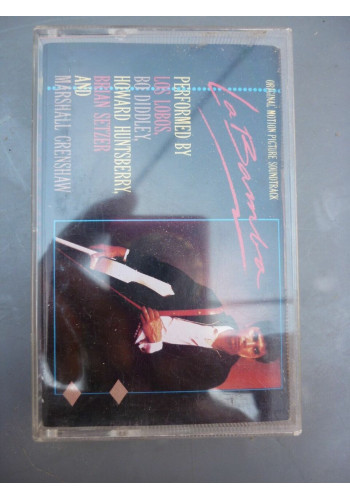 ORIGINAL MOTION PICTURE SOUNDTRACK
La Bamba
PERFORMED BY
LOS LOBOS,
BO DIDDLEY,
HOWARD HUNTSBERRY,
BRIAN SETZER
AND
MARSHALL CRENSHAW